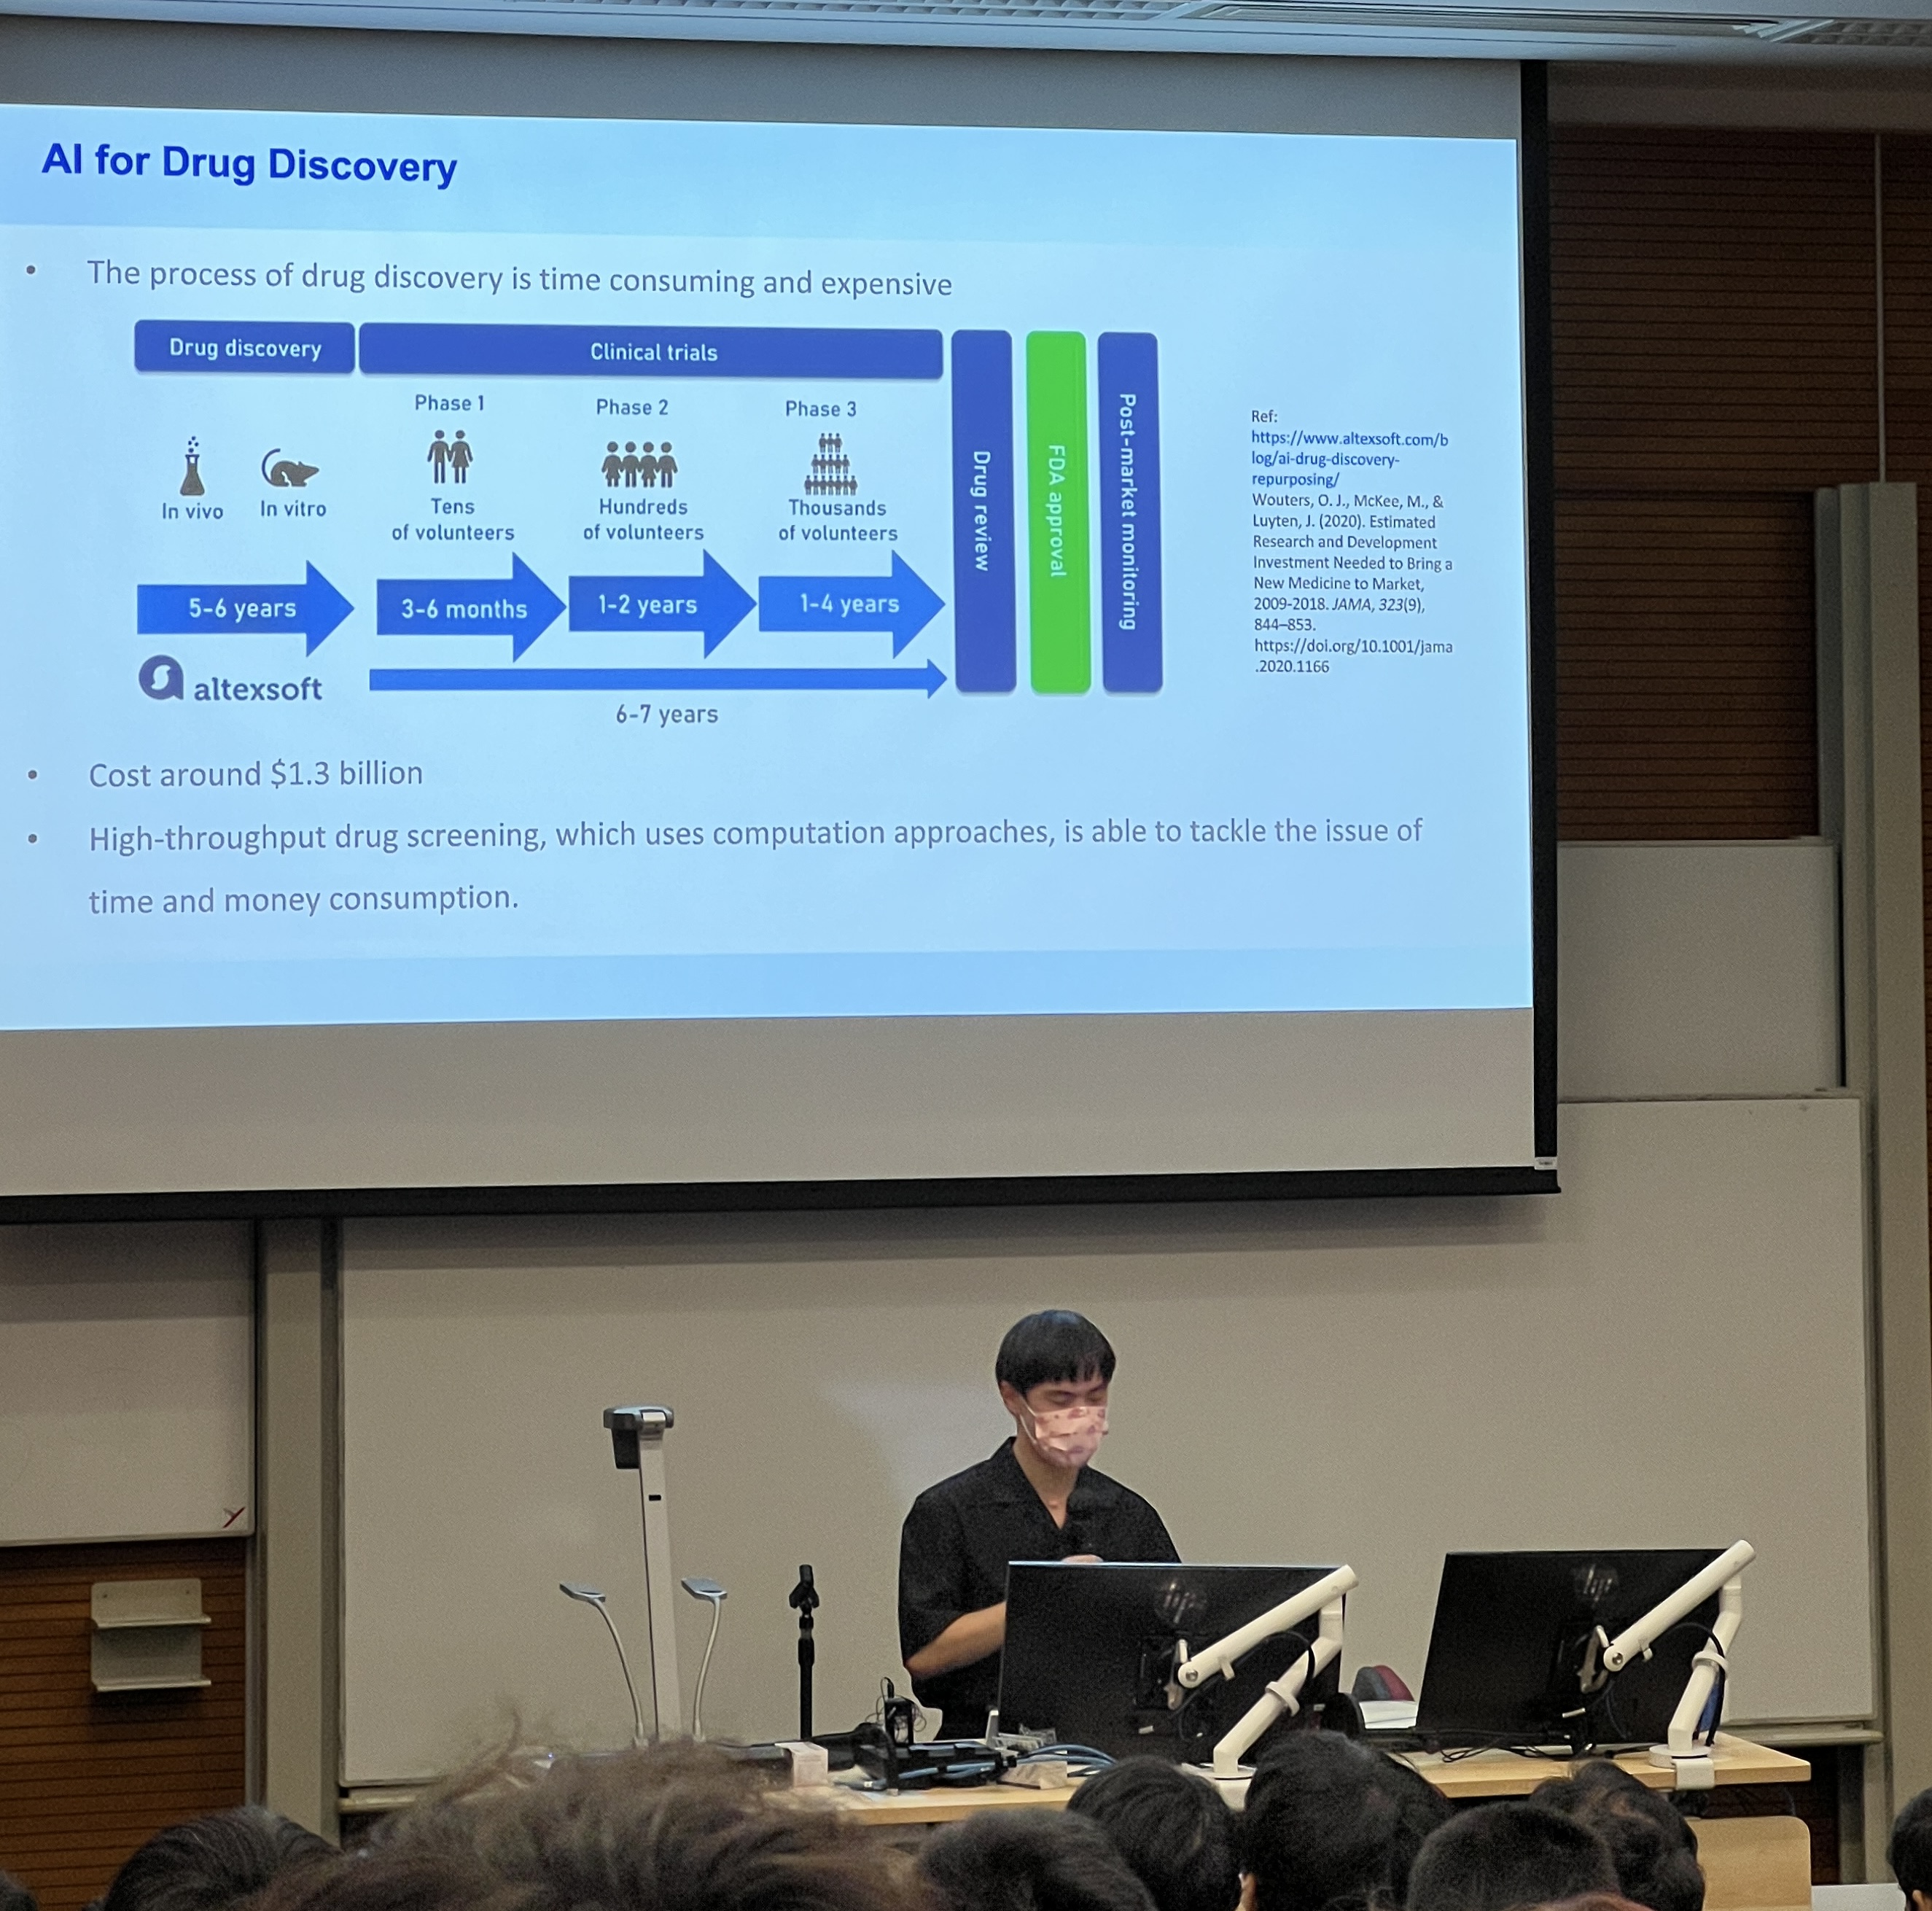 AI for Drug Discovery
• The process of drug discovery is time consuming and expensive
Drug discovery
Clinical trials
Phase 1
Phase 2
Phase 3
In vivo
In vitro
Tens
of volunteers
Hundreds
of volunteers
Thousands
of volunteers
5-6 years
3-6 months
1-2 years
1-4 years
altexsoft
6-7 years
Drug review
FDA approval
Post-market monitoring
Ref:
https://www.altexsoft.com/b
log/ai-drug-discovery-
repurposing/
Wouters, O. J., McKee, M., &
Luyten, J. (2020). Estimated
Research and Development
Investment Needed to Bring a
New Medicine to Market,
2009-2018. JAMA, 323(9),
844–853.
https://doi.org/10.1001/jama
.2020.1166
• Cost around $1.3 billion
• High-throughput drug screening, which uses computation approaches, is able to tackle the issue of
time and money consumption.